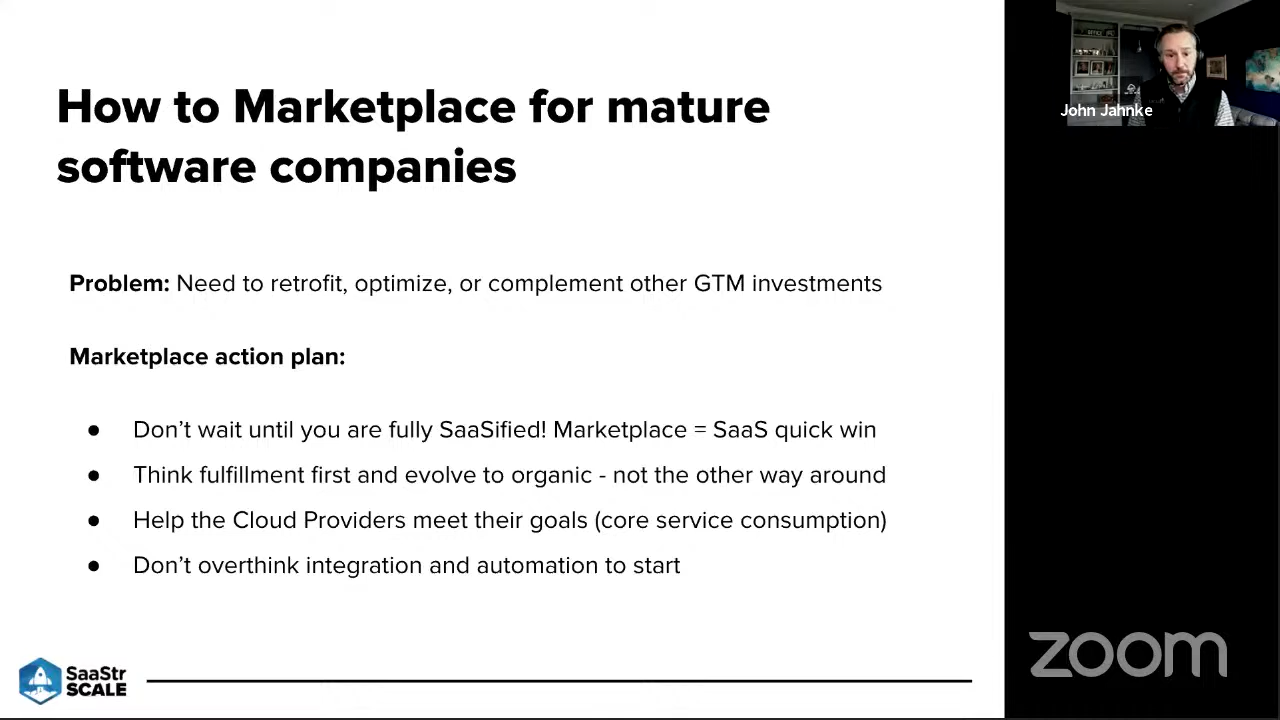 How to Marketplace for mature
software companies
Problem: Need to retrofit, optimize, or complement other GTM investments
Marketplace action plan:
● Don’t wait until you are fully SaaSified! Marketplace = SaaS quick win
● Think fulfillment first and evolve to organic - not the other way around
● Help the Cloud Providers meet their goals (core service consumption)
● Don’t overthink integration and automation to start
SaaStr
SCALE
John Jahnke
zoom